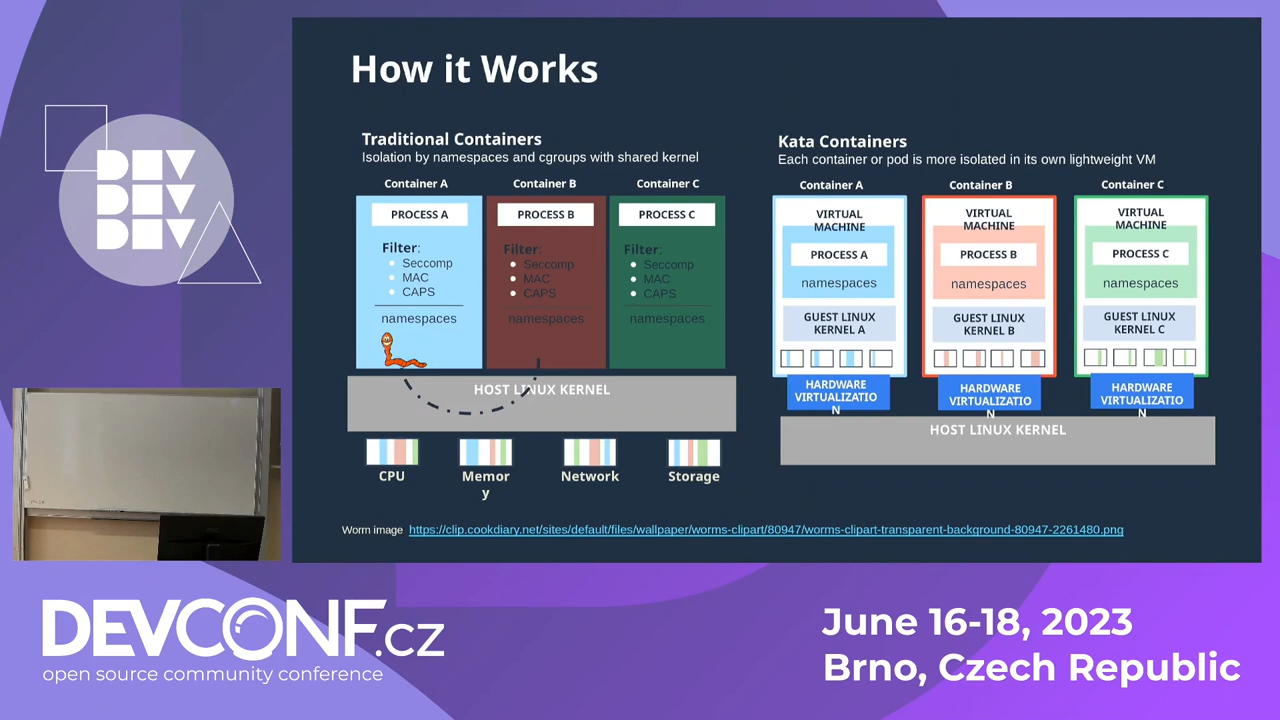 How it Works
Traditional Containers
Isolation by namespaces and cgroups with shared kernel
Container A
Container B
Container C
PROCESS A
Filter:
Seccomp
MAC
CAPS
namespaces
PROCESS B
Filter:
Seccomp
MAC
CAPS
namespaces
PROCESS C
Filter:
Seccomp
MAC
CAPS
namespaces
HOST LINUX KERNEL
CPU
Memor
y
Network
Storage
Kata Containers
Each container or pod is more isolated in its own lightweight VM
Container A
Container B
Container C
VIRTUAL
MACHINE
PROCESS A
namespaces
GUEST LINUX
KERNEL A
HARDWARE
VIRTUALIZATIO
N
VIRTUAL
MACHINE
PROCESS B
namespaces
GUEST LINUX
KERNEL B
HARDWARE
VIRTUALIZATIO
N
VIRTUAL
MACHINE
PROCESS C
namespaces
GUEST LINUX
KERNEL C
HARDWARE
VIRTUALIZATIO
N
HOST LINUX KERNEL
Worm image https://clip.cookdiary.net/sites/default/files/wallpaper/worms-clipart/80947/worms-clipart-transparent-background-80947-2261480.png
DEV
DEV
DEV
DEVCONF.cz
open source community conference
June 16-18, 2023
Brno, Czech Republic